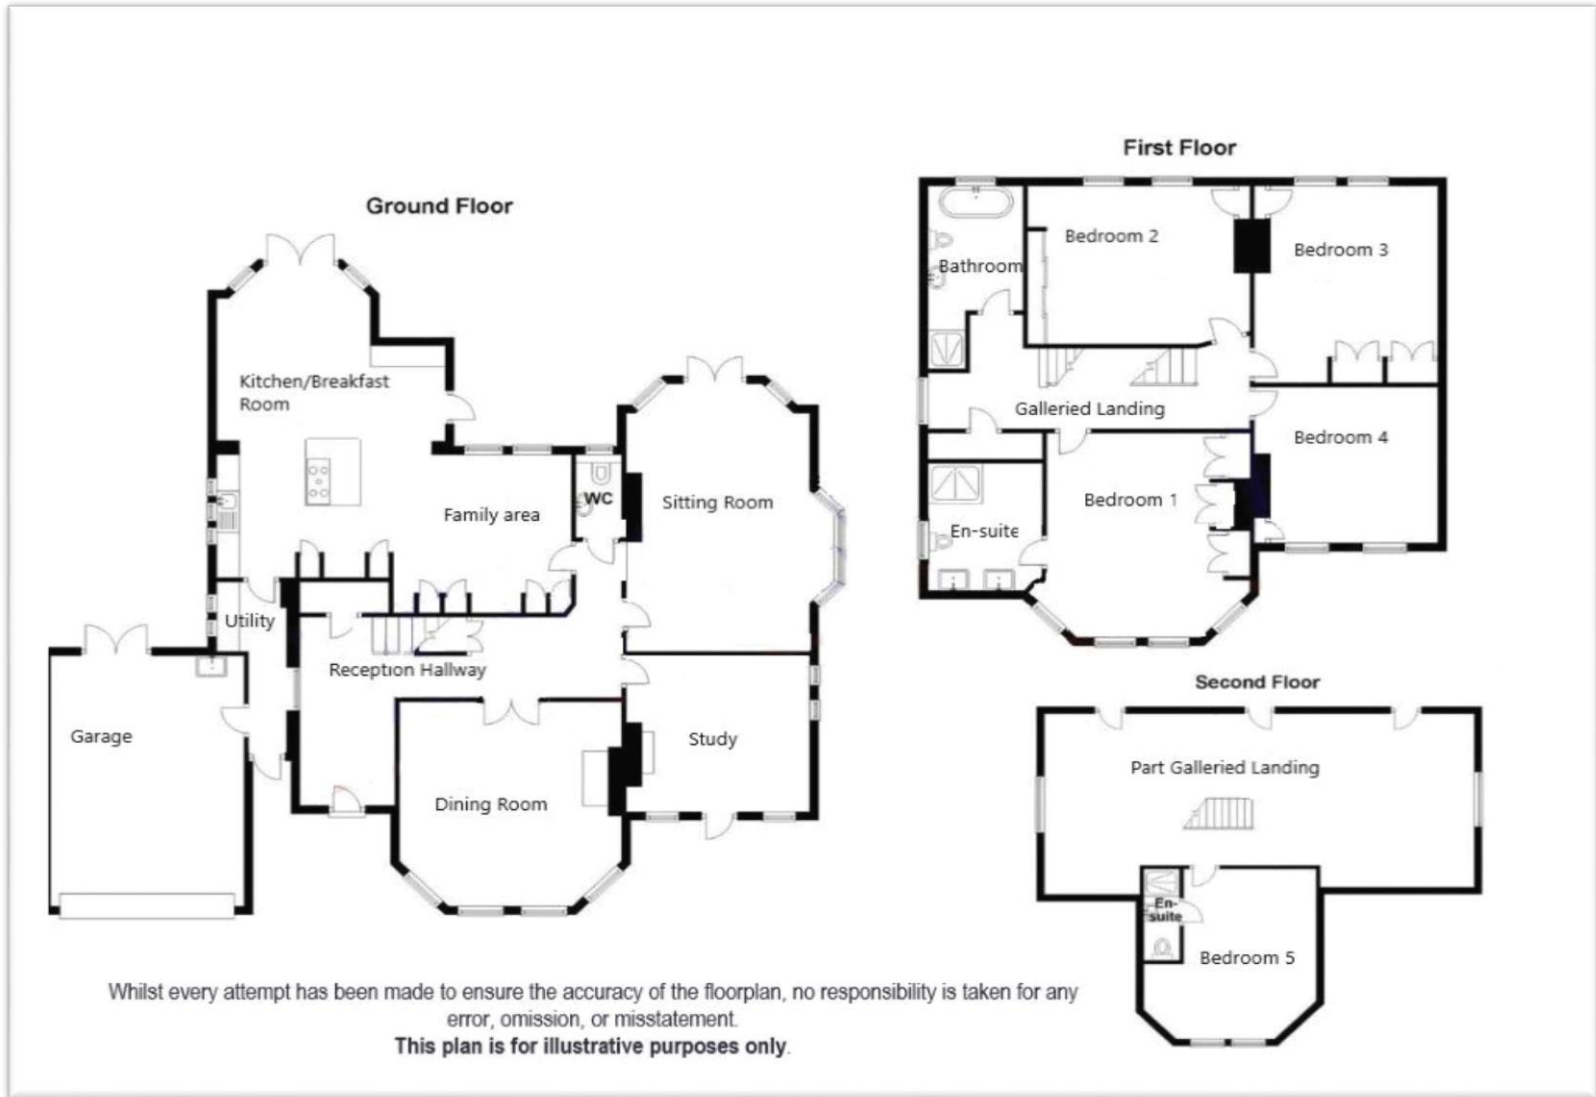 First Floor
Ground Floor
Bedroom 2
Bedroom 3
Bathroom
Kitchen/Breakfast
Room
Galleried Landing
Bedroom 4
WC
Sitting Room
Family area
Bedroom 1
En-suite
Utility
Reception Hallway
Second Floor
Garage
Study
Dining Room
Part Galleried Landing
En-
suite
Bedroom 5
Whilst every attempt has been made to ensure the accuracy of the floorplan, no responsibility is taken for any
error, omission, or misstatement.
This plan is for illustrative purposes only.